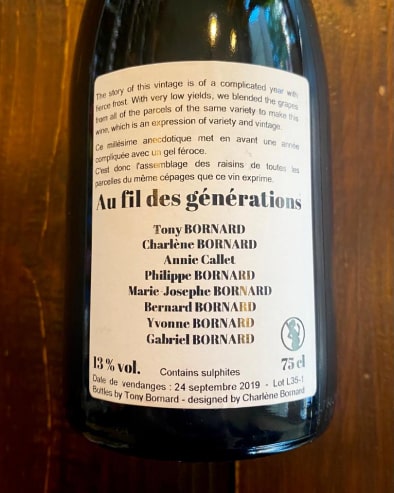 The story of this vintage is of a complicated year with
fierce frost. With very low yields, we blended the grapes
from all of the parcels of the same variety to make this
wine, which is an expression of variety and vintage.
Ce millésime anecdotique met en avant une année
compliquée avec un gel féroce.
C'est donc l'assemblage des raisins de toutes les
parcelles du même cépages que ce vin exprime.
Au fil des générations
Tony BORNARD
Charlène BORNARD
Annie Callet
Philippe BORNARD
Marie-Josephe BORNARD
Bernard BORNARD
Yvonne BORNARD
Gabriel BORNARD
13 % vol. Contains sulphites 75 cl
Date de vendanges : 24 septembre 2019 - Lot L35-1
Bottles by Tony Bornard - designed by Charlène Bornard